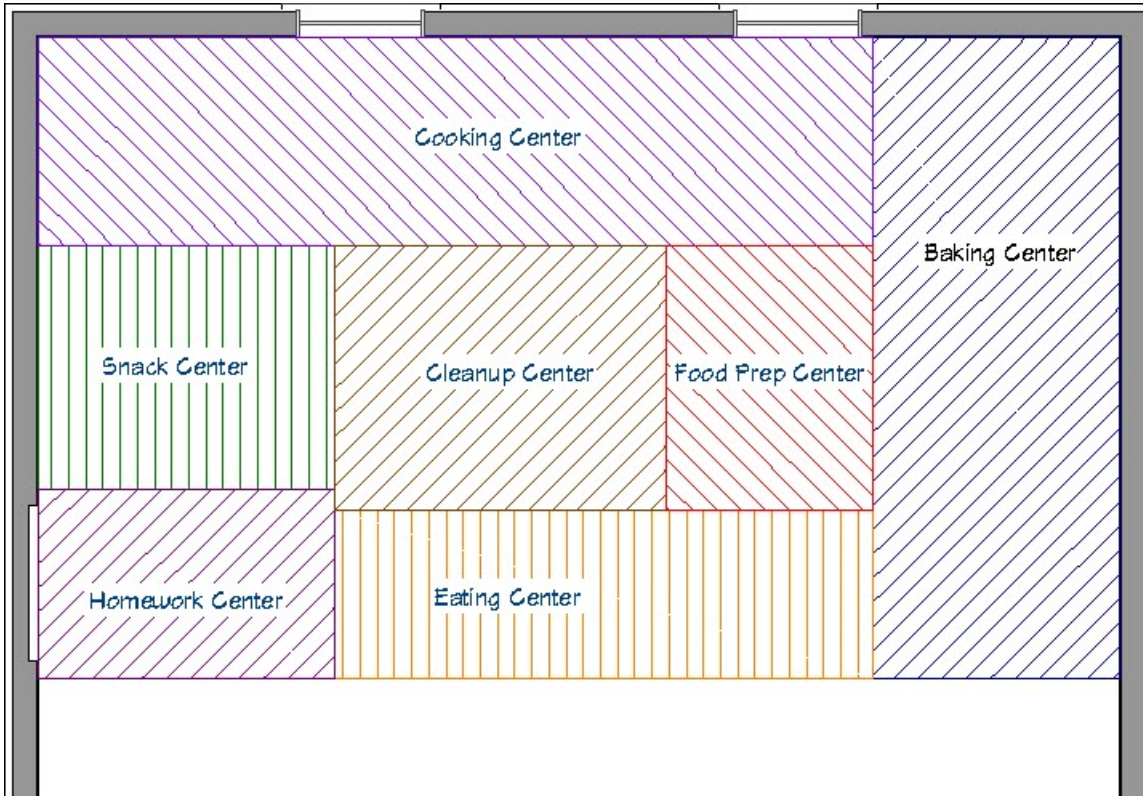 Cooking Center
Baking Center
Snack Center
Cleanup Center
Food Prep Center
Homework Center
Eating Center